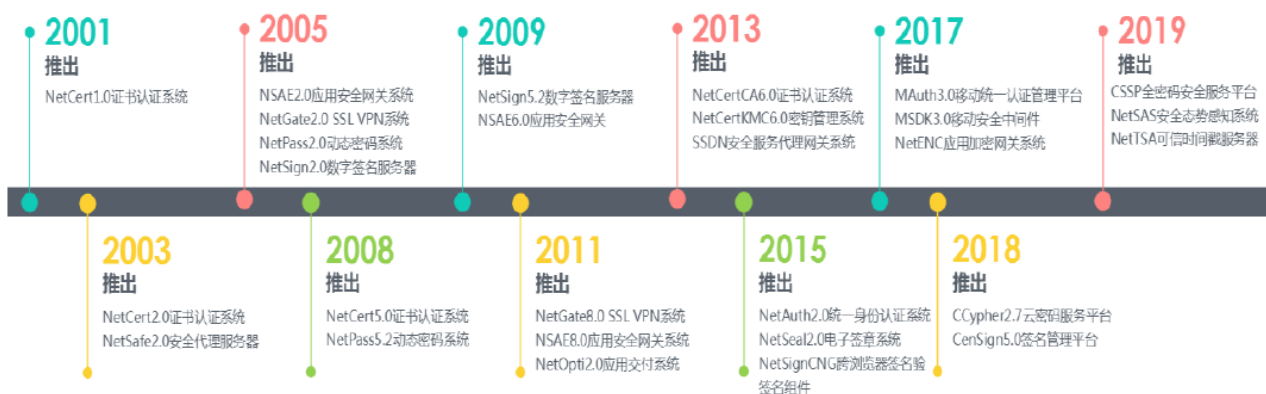 2001
推出
NetCert1.0证书认证系统
2005
推出
NSAE2.0应用安全网关系统
NetGate2.0 SSL VPN系统
NetPass2.0动态密码系统
NetSign2.0数字签名服务器
2009
推出
NetSign5.2数字签名服务器
NSAE6.0应用安全网关
2013
推出
NetCertCA6.0证书认证系统
NetCertKMC6.0密钥管理系统
SSDN安全服务代理网关系统
2017
推出
MAuth3.0移动统一认证管理平台
MSDK3.0移动安全中间件
NetENC应用加密网关系统
2019
推出
CSSP全密码安全服务平台
NetSAS安全态势感知系统
NetTSA可信时间戳服务器
2003
推出
NetCert2.0证书认证系统
NetSafe2.0安全代理服务器
2008
推出
NetCert5.0证书认证系统
NetPass5.2动态密码系统
2011
推出
NetGate8.0 SSL VPN系统
NSAE8.0应用安全网关系统
NetOpti2.0应用交付系统
2015
推出
NetAuth2.0统一身份认证系统
NetSeal2.0电子签章系统
NetSignCNG跨浏览器签名验
签名组件
2018
推出
CCypher2.7云密码服务平台
CenSign5.0签名管理平台